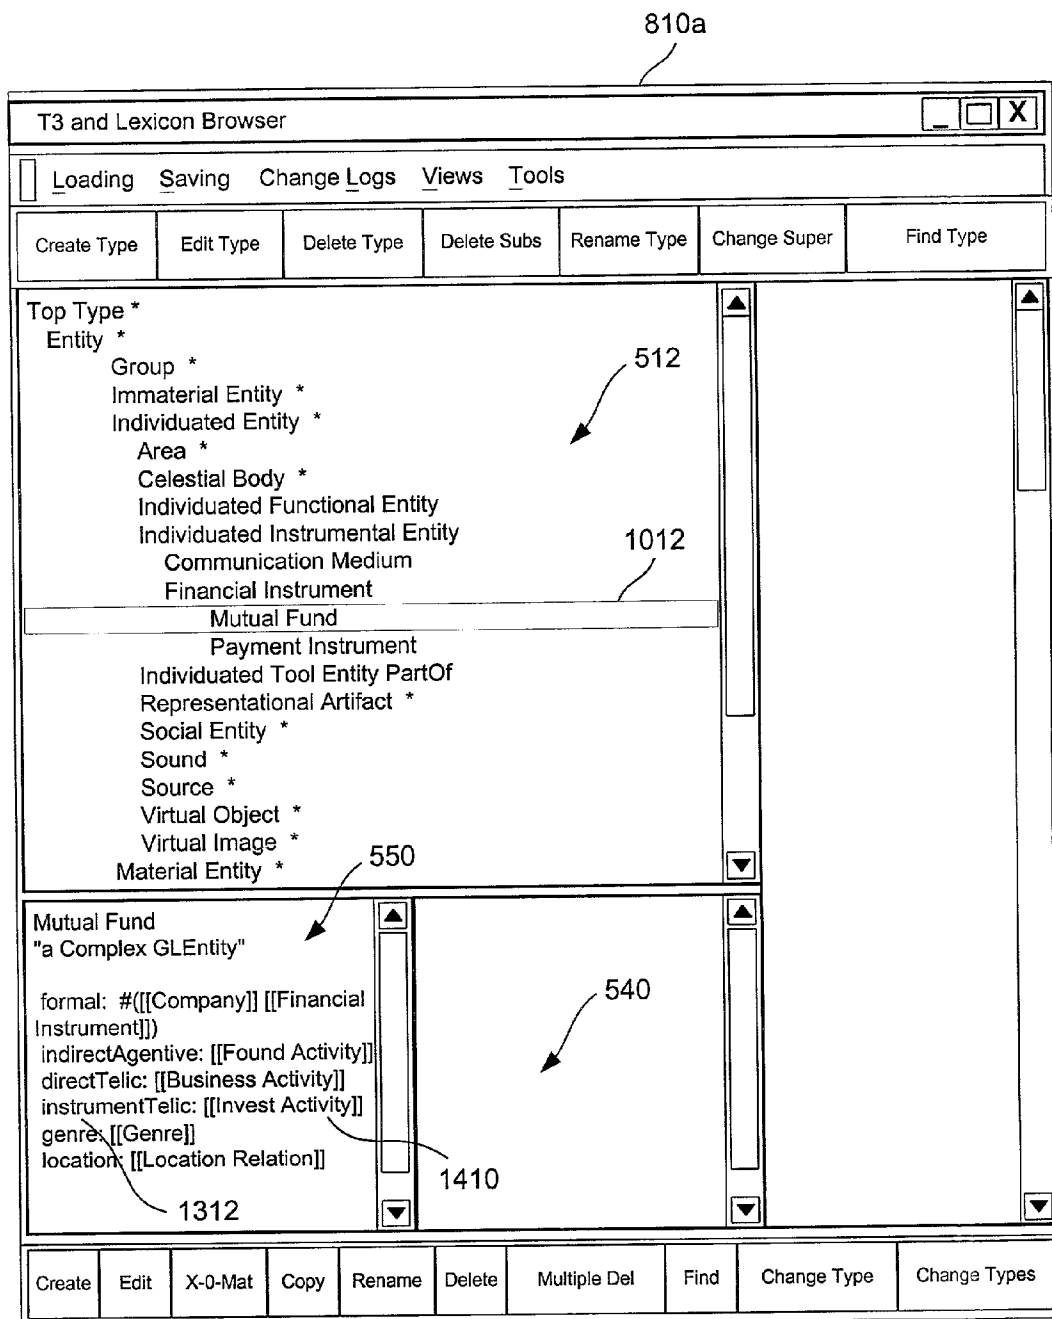 810a
T3 and Lexicon Browser
_ X
Loading Saving Change Logs Views Tools
Create Type Edit Type Delete Type Delete Subs Rename Type Change Super Find Type
Top Type *
Entity *
Group *
512
Immaterial Entity *
Individuated Entity *
Area *
Celestial Body *
Individuated Functional Entity
Individuated Instrumental Entity
1012
Communication Medium
Financial Instrument
Mutual Fund
Payment Instrument
Individuated Tool Entity PartOf
Representational Artifact *
Social Entity *
Sound *
Source *
Virtual Object *
Virtual Image *
550
Material Entity *
Mutual Fund
"a Complex GLEntity"
540
formal: #([[Company]] [[Financial
Instrument]])
indirectAgentive: [[Found Activity]]
directTelic: [[Business Activity]]
instrumentTelic: [[Invest Activity]]
genre: [[Genre]]
location: [[Location Relation]]
1410
1312
Create Edit X-0-Mat Copy Rename Delete Multiple Del Find Change Type Change Types